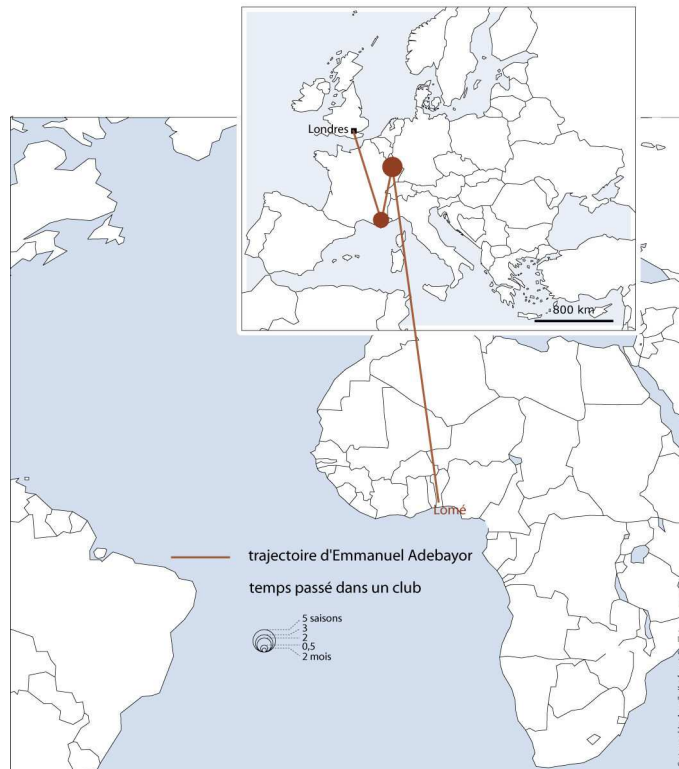 Londres
800 km
Lomé
trajectoire d'Emmanuel Adebayor
temps passé dans un club
5 saisons
3
2
0,5
2 mois